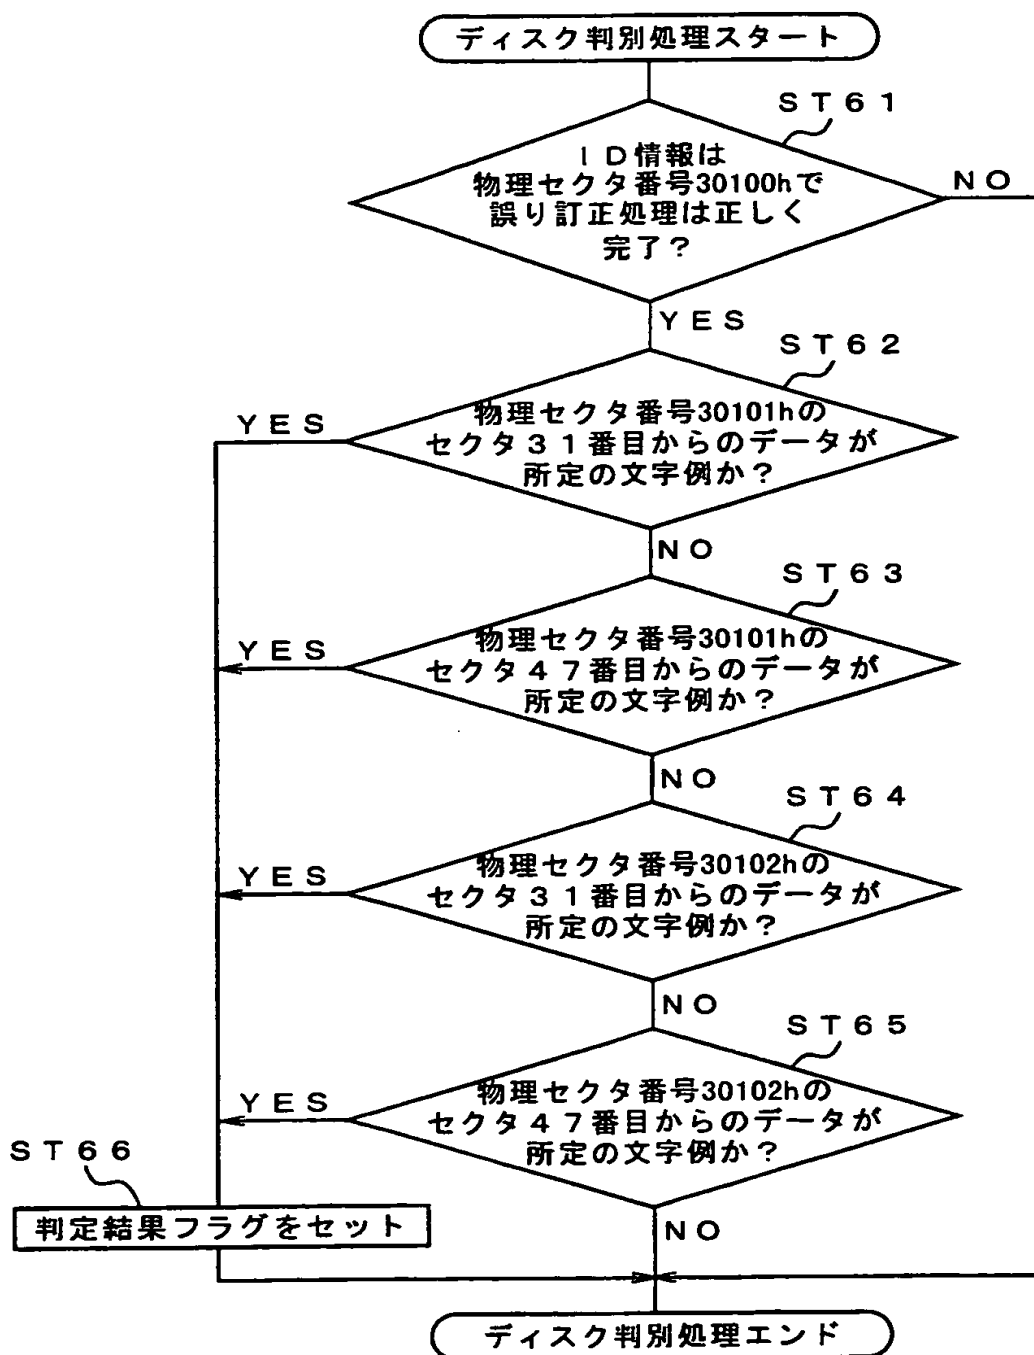 ディスク判別処理スタート
ST61
ID情報は
物理セクタ番号30100hで
誤り訂正処理は正しく
完了？
NO
YES
ST62
物理セクタ番号30101hの
セクタ31番目からのデータが
所定の文字例か？
YES
NO
ST63
物理セクタ番号30101hの
セクタ47番目からのデータが
所定の文字例か？
YES
NO
ST64
物理セクタ番号30102hの
セクタ31番目からのデータが
所定の文字例か？
YES
NO
ST65
物理セクタ番号30102hの
セクタ47番目からのデータが
所定の文字例か？
YES
ST66
判定結果フラグをセット
NO
ディスク判別処理エンド